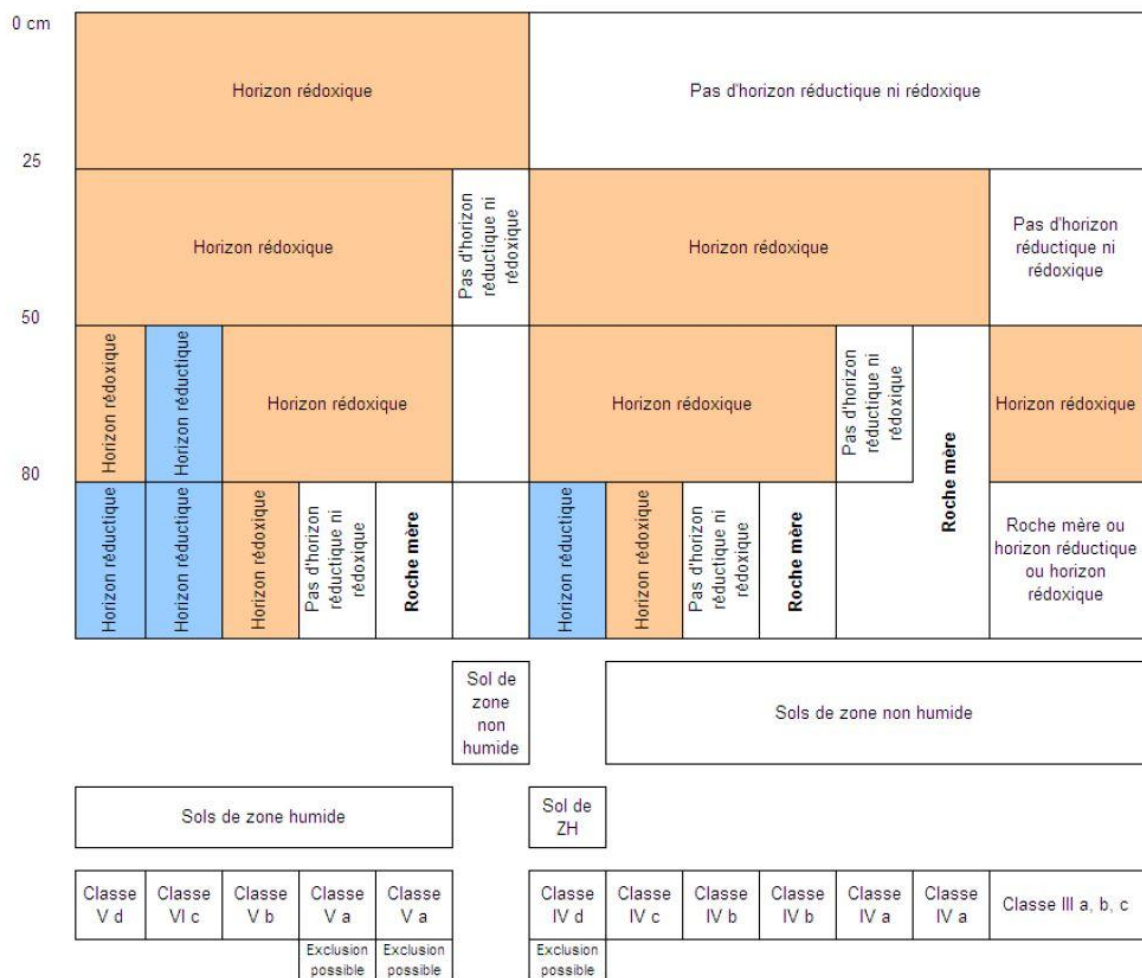 0 cm
Horizon rédoxique
Pas d'horizon réductique ni rédoxique
25
Horizon rédoxique
Pas d'horizon
réductique ni
rédoxique
Horizon rédoxique
Pas d'horizon
réductique ni
rédoxique
50
Horizon rédoxique
Horizon réductique
Horizon rédoxique
Horizon rédoxique
Pas d'horizon
réductique ni
rédoxique
Roche mère
Horizon rédoxique
80
Horizon réductique
Horizon réductique
Horizon rédoxique
Pas d'horizon
réductique ni
rédoxique
Roche mère
Horizon réductique
Horizon rédoxique
Pas d'horizon
réductique ni
rédoxique
Roche mère
Roche mère ou
horizon réductique
ou horizon
rédoxique
Sol de
zone
non
humide
Sols de zone non humide
Sols de zone humide
Sol de
ZH
Classe
V d
Classe
VI c
Classe
V b
Classe
V a
Classe
V a
Classe
IV d
Classe
IV c
Classe
IV b
Classe
IV b
Classe
IV a
Classe
IV a
Classe III a, b, c
Exclusion
possible
Exclusion
possible
Exclusion
possible